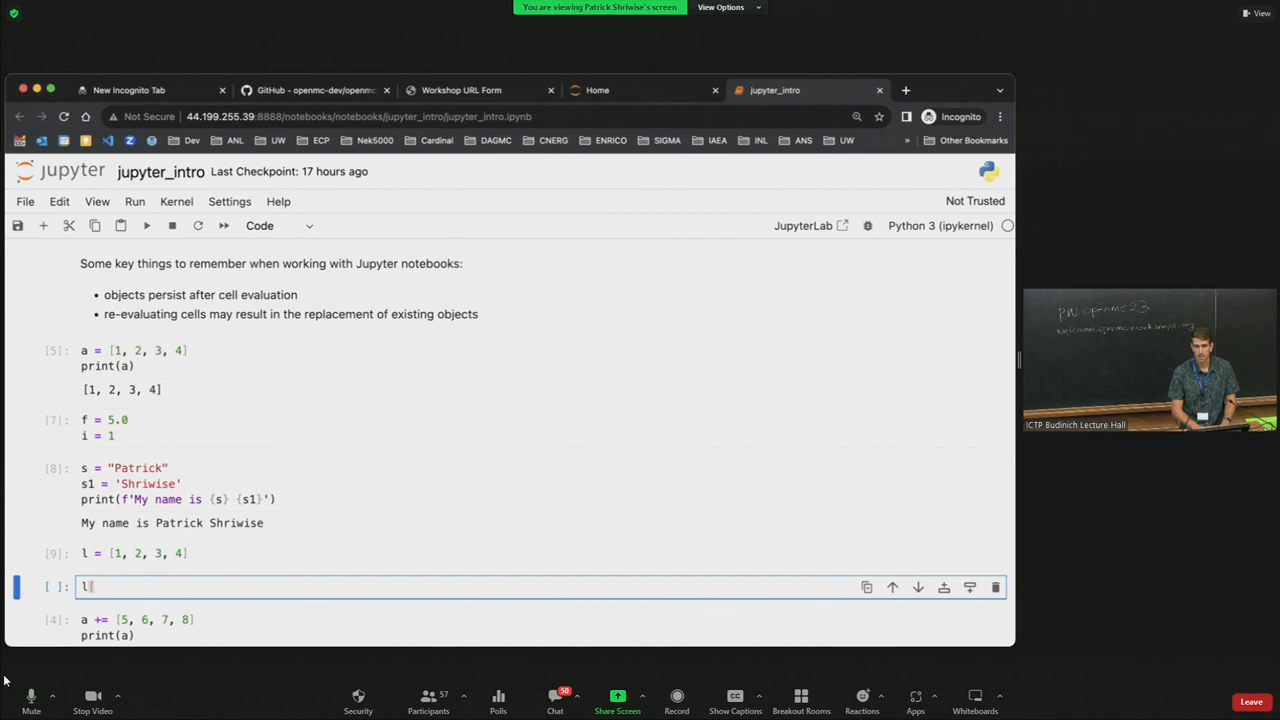 You are viewing Patrick Shriwise's screen
View Options
View
New Incognito Tab
GitHub - openmc-dev/openmc
Workshop URL Form
Home
jupyter_intro
Not Secure
44.199.255.39:8888/notebooks/notebooks/jupyter_intro/jupyter_intro.ipynb
Incognito
Dev
ANL
UW
ECP
Nek5000
Cardinal
DAGMC
CNERG
ENRICO
SIGMA
IAEA
ICL
ANS
UW
»
Other Bookmarks
jupyter
jupyter_intro
Last Checkpoint: 17 hours ago
File
Edit
View
Run
Kernel
Settings
Help
Not Trusted
Code
JupyterLab
Python 3 (ipykernel)
Some key things to remember when working with Jupyter notebooks:
• objects persist after cell evaluation
• re-evaluating cells may result in the replacement of existing objects
[5]: a = [1, 2, 3, 4]
print(a)
[1, 2, 3, 4]
[7]: f = 5.0
i = 1
[8]: s = "Patrick"
s1 = 'Shriwise'
print(f'My name is {s} {s1}')
My name is Patrick Shriwise
[9]: l = [1, 2, 3, 4]
[ ]: l[
[4]: a += [5, 6, 7, 8]
print(a)
welcome.openmcworkshop.org
ICTP Budinich Lecture Hall
Mute
Stop Video
Security
57
Participants
Polls
50
Chat
Share Screen
Record
Show Captions
Breakout Rooms
Reactions
Apps
Whiteboards
Leave